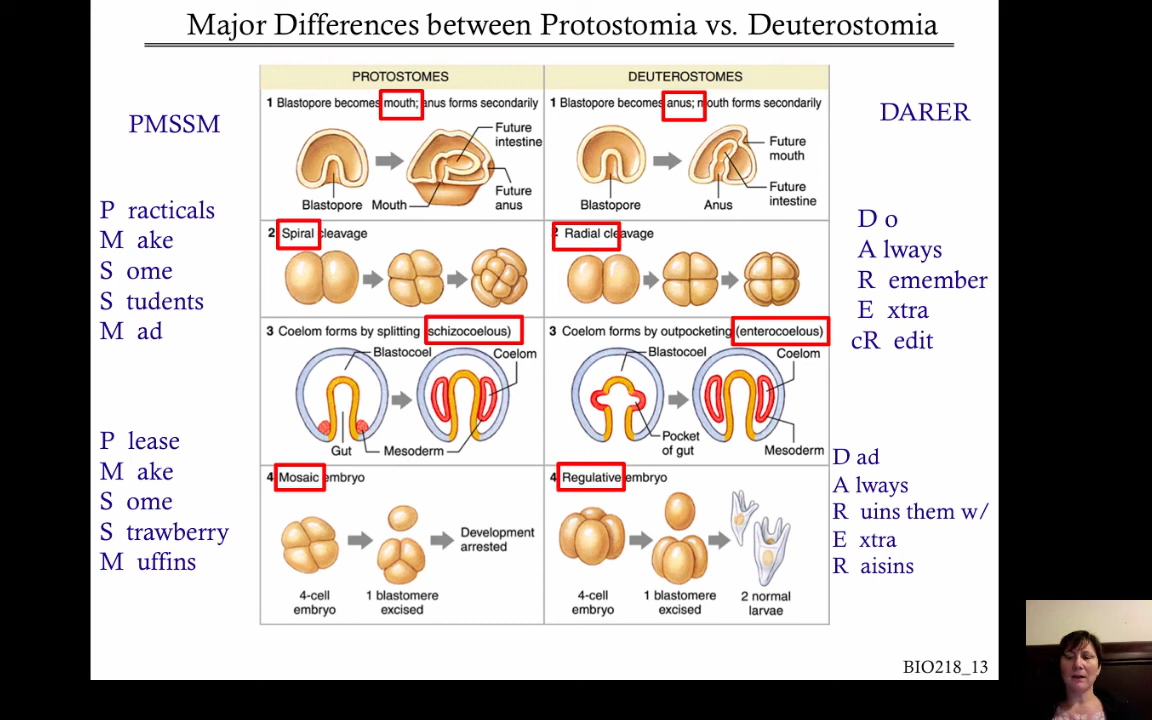 Major Differences between Protostomia vs. Deuterostomia
PROTOSTOMES
DEUTEROSTOMES
1 Blastopore becomes mouth; anus forms secondarily
Future
intestine
Blastopore
Mouth
Future
anus
1 Blastopore becomes anus; mouth forms secondarily
Future
mouth
Future
intestine
Blastopore
Anus
2 Spiral cleavage
2 Radial cleavage
3 Coelom forms by splitting (schizocoelous)
Blastocoel
Coelom
Gut
Mesoderm
3 Coelom forms by outpocketing (enterocoelous)
Blastocoel
Coelom
Pocket
of gut
Mesoderm
4 Mosaic embryo
Development
arrested
4-cell
embryo
1 blastomere
excised
4 Regulative embryo
4-cell
embryo
1 blastomere
excised
2 normal
larvae
PMSSM
P racticals
M ake
S ome
S tudents
M ad
P lease
M ake
S ome
S trawberry
M uffins
DARER
D o
A lways
R emember
E xtra
cR edit
D ad
A lways
R uins them w/
E xtra
R aisins
BIO218_13